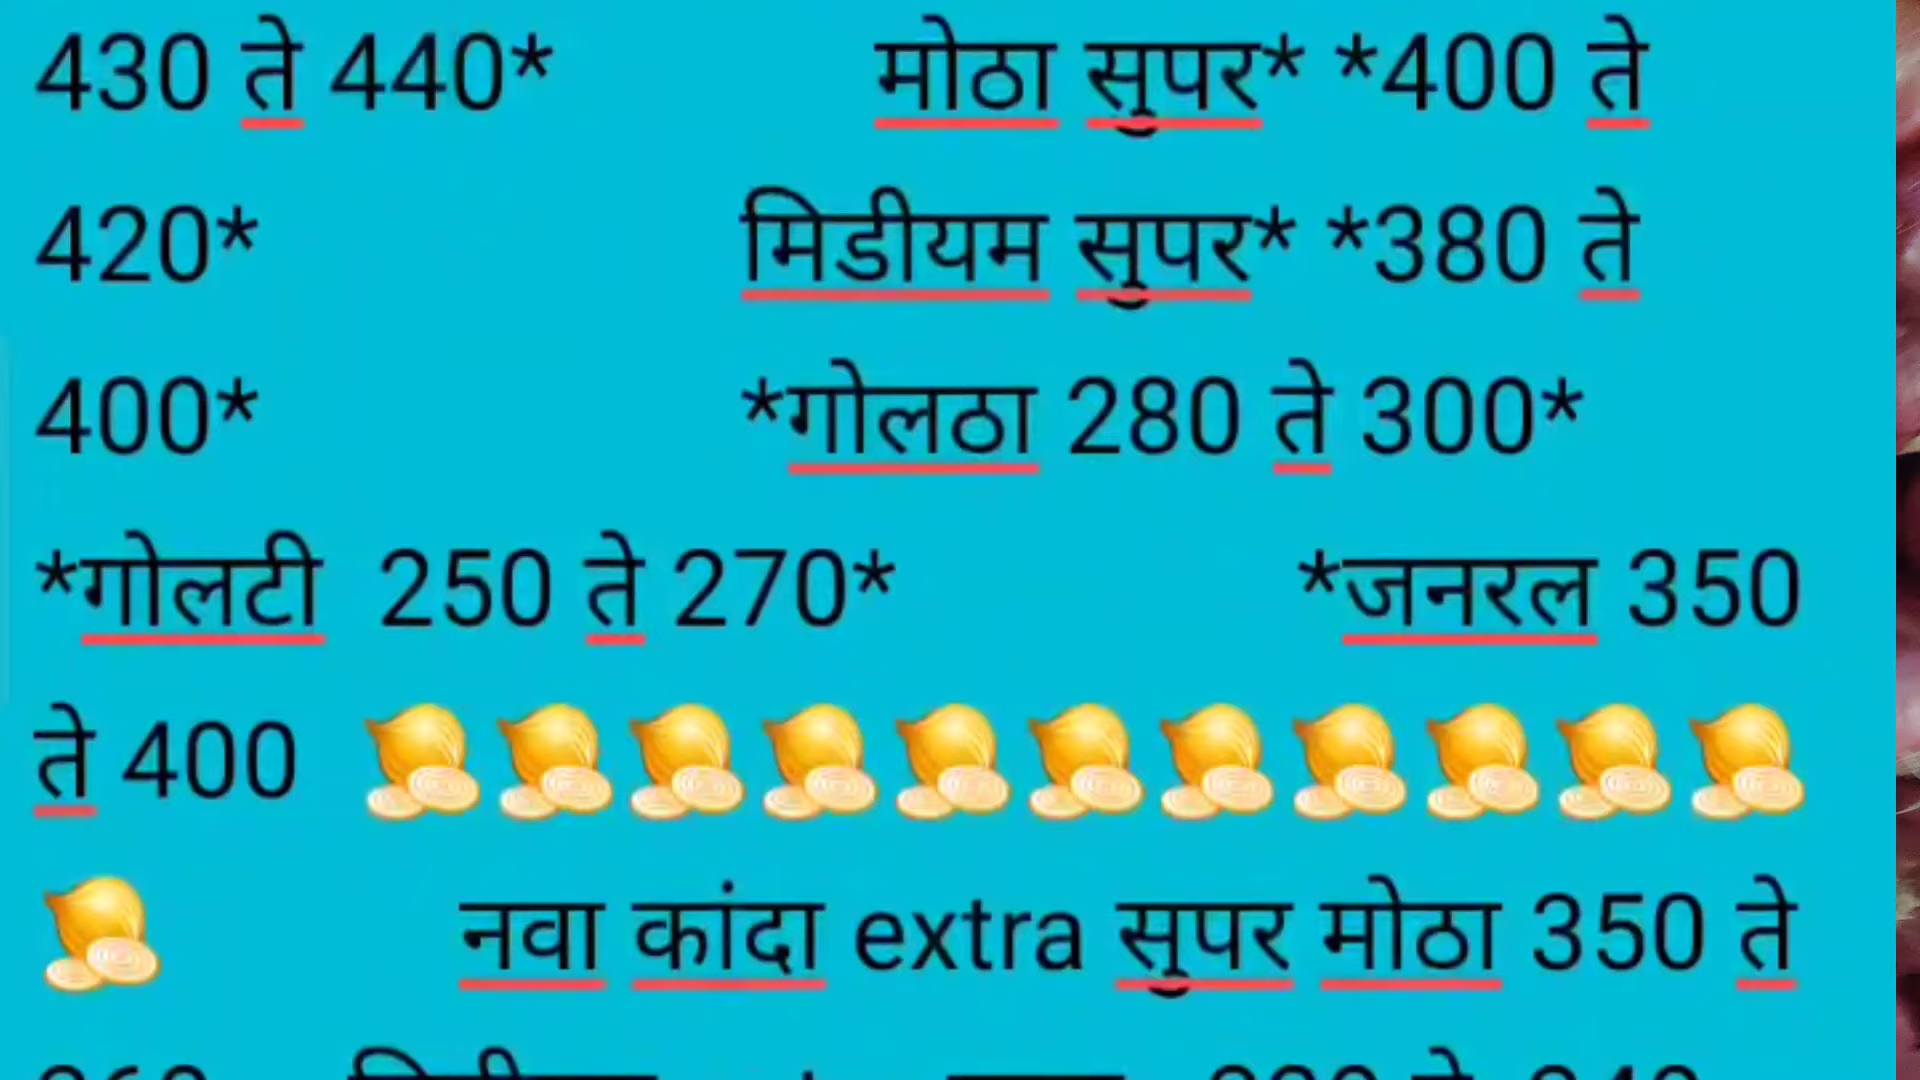 430 ते 440* मोठा सुपर* *400 ते
420* मिडीयम सुपर* *380 ते
400* *गोलठा 280 ते 300*
*गोलटी 250 ते 270* *जनरल 350
ते 400 🧅🧅🧅🧅🧅🧅🧅🧅🧅🧅🧅
🧅 नवा कांदा extra सुपर मोठा 350 ते